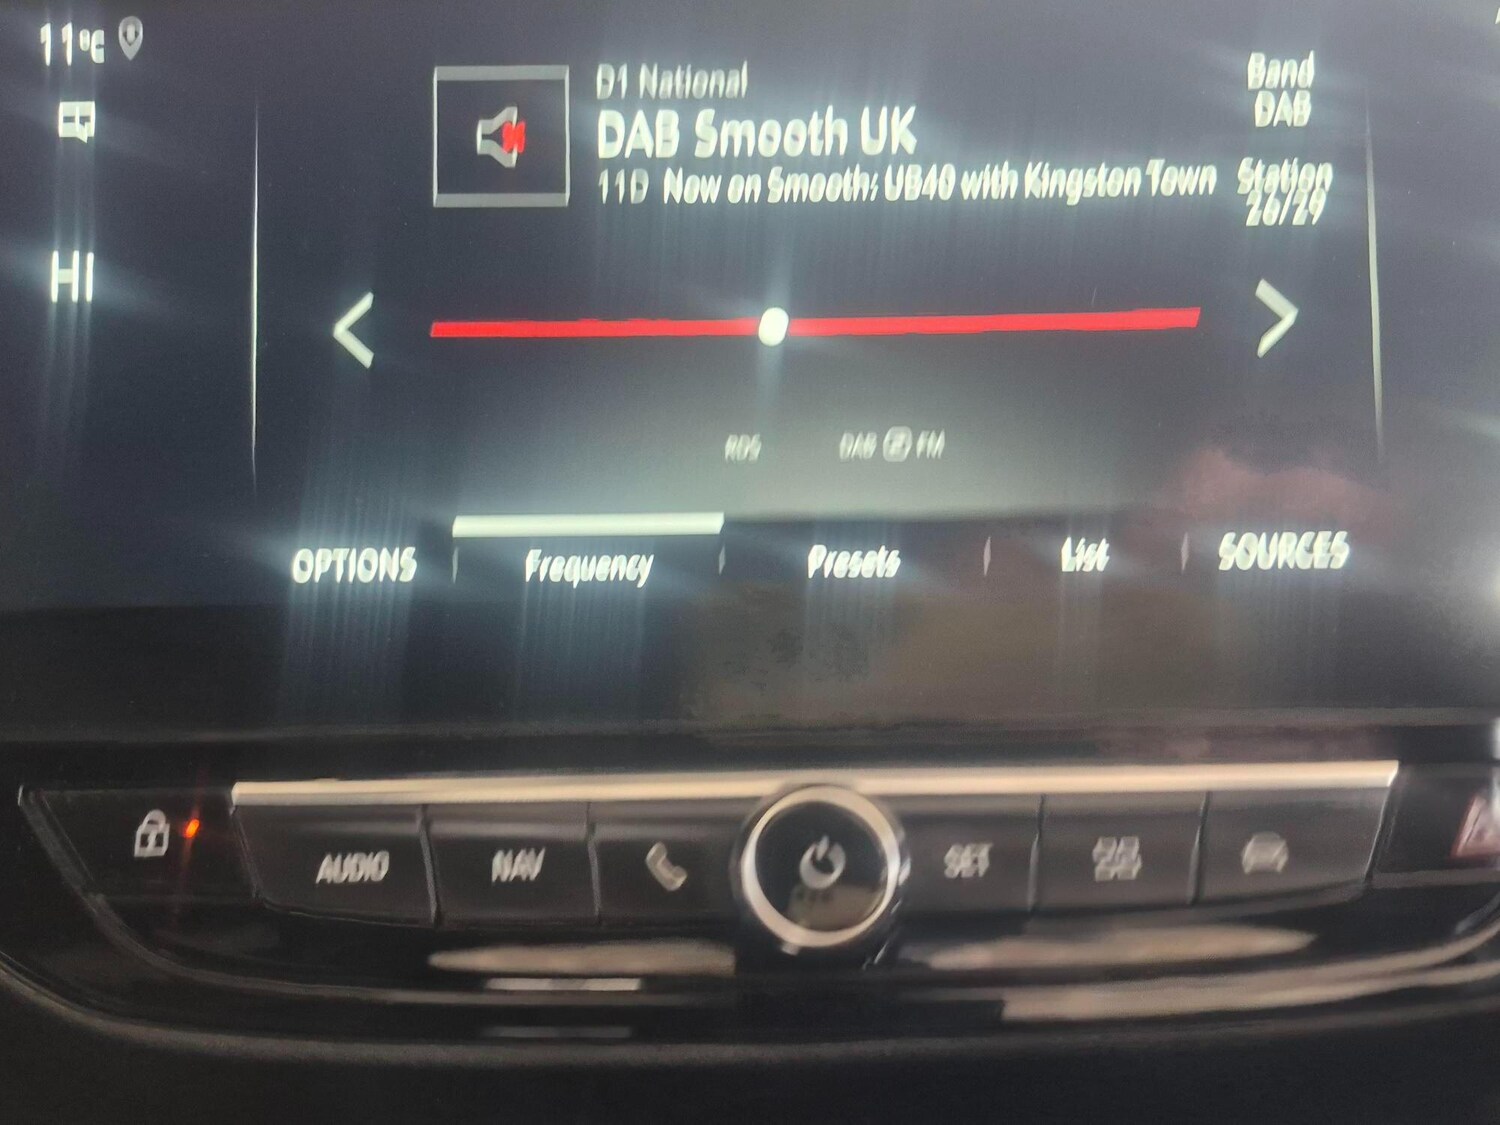 11°C
D1 National
Band
DAB Smooth UK
DAB
11D Now on Smooth: UB40 with Kingston Town
Station
26/29
HI
RDS
DAB FM
OPTIONS
Frequency
Presets
List
SOURCES
AUDIO
NAV
SET